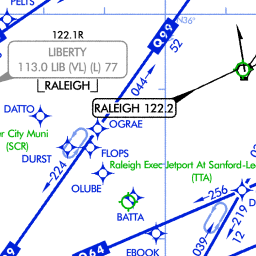 PELTS
N36°
122.1R
LIBERTY
113.0 LIB (VL) (L) 77
RALEIGH
Q99
52
044
RALEIGH 122.2
DATTO
OGRAE
City Muni
(SCR)
DURST
FLOPS
224
Raleigh Exec Jetport At Sanford-Le
(TTA)
OLUBE
BATTA
256
219
12
039
EBOOK
Q64